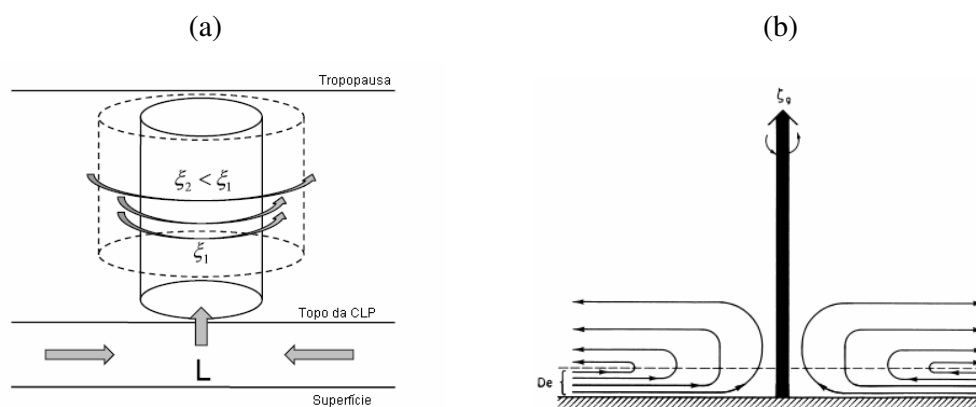 (a)
(b)
Tropopausa
ξ₂ < ξ₁
ξ₁
Topo da CLP
L
Superfície
ζg
De